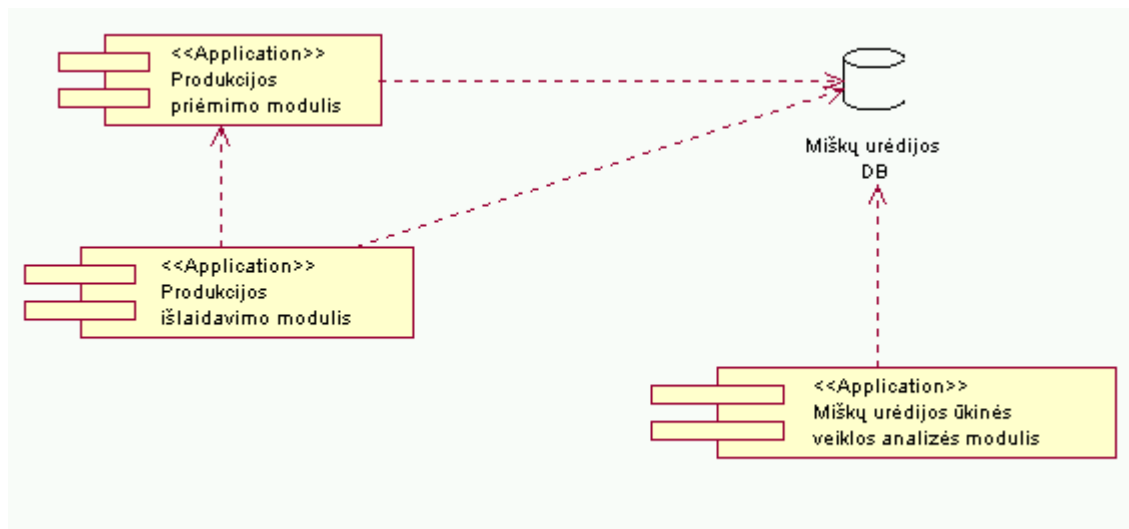 <<Application>>
Produkcijos
priėmimo modulis
Miškų urėdijos
DB
<<Application>>
Produkcijos
išlaidavimo modulis
<<Application>>
Miškų urėdijos ūkinės
veiklos analizės modulis